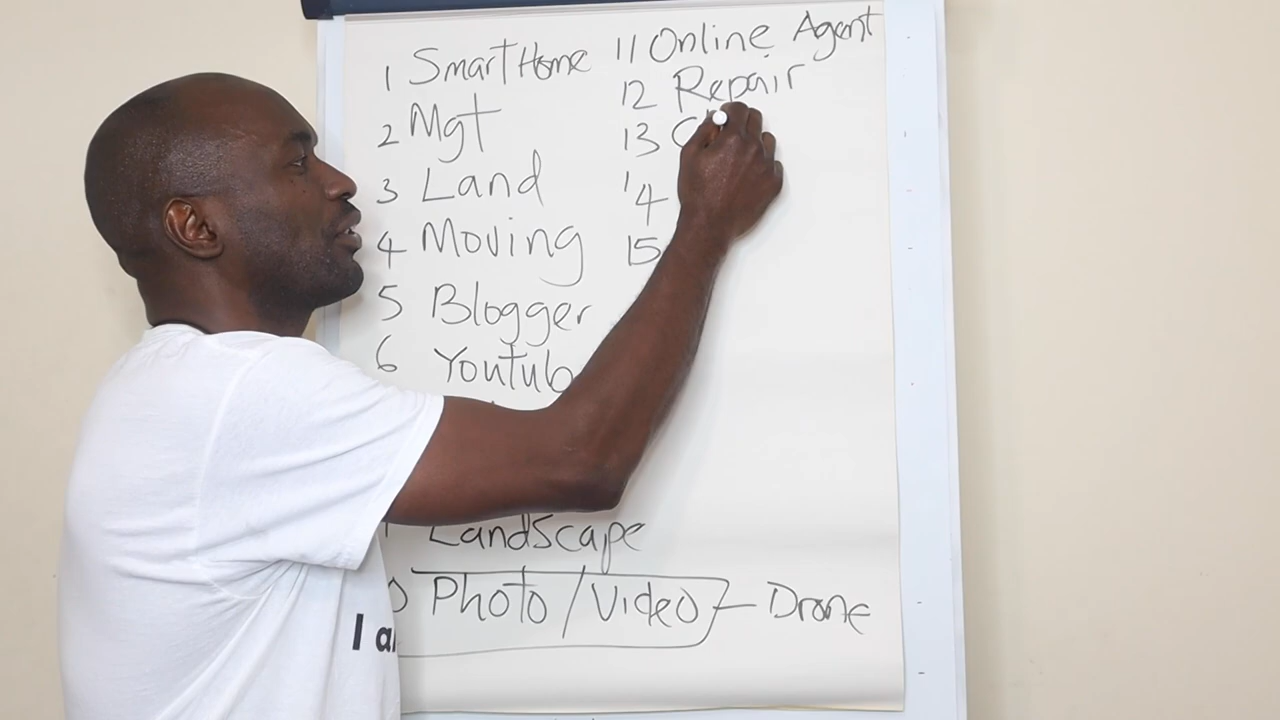 1 SmartHome
2 Mgt
3 Land
4 Moving
5 Blogger
6 Youtub
Landscape
Photo / Video - Drone
11 Online Agent
12 Repair
13
14
15
I a